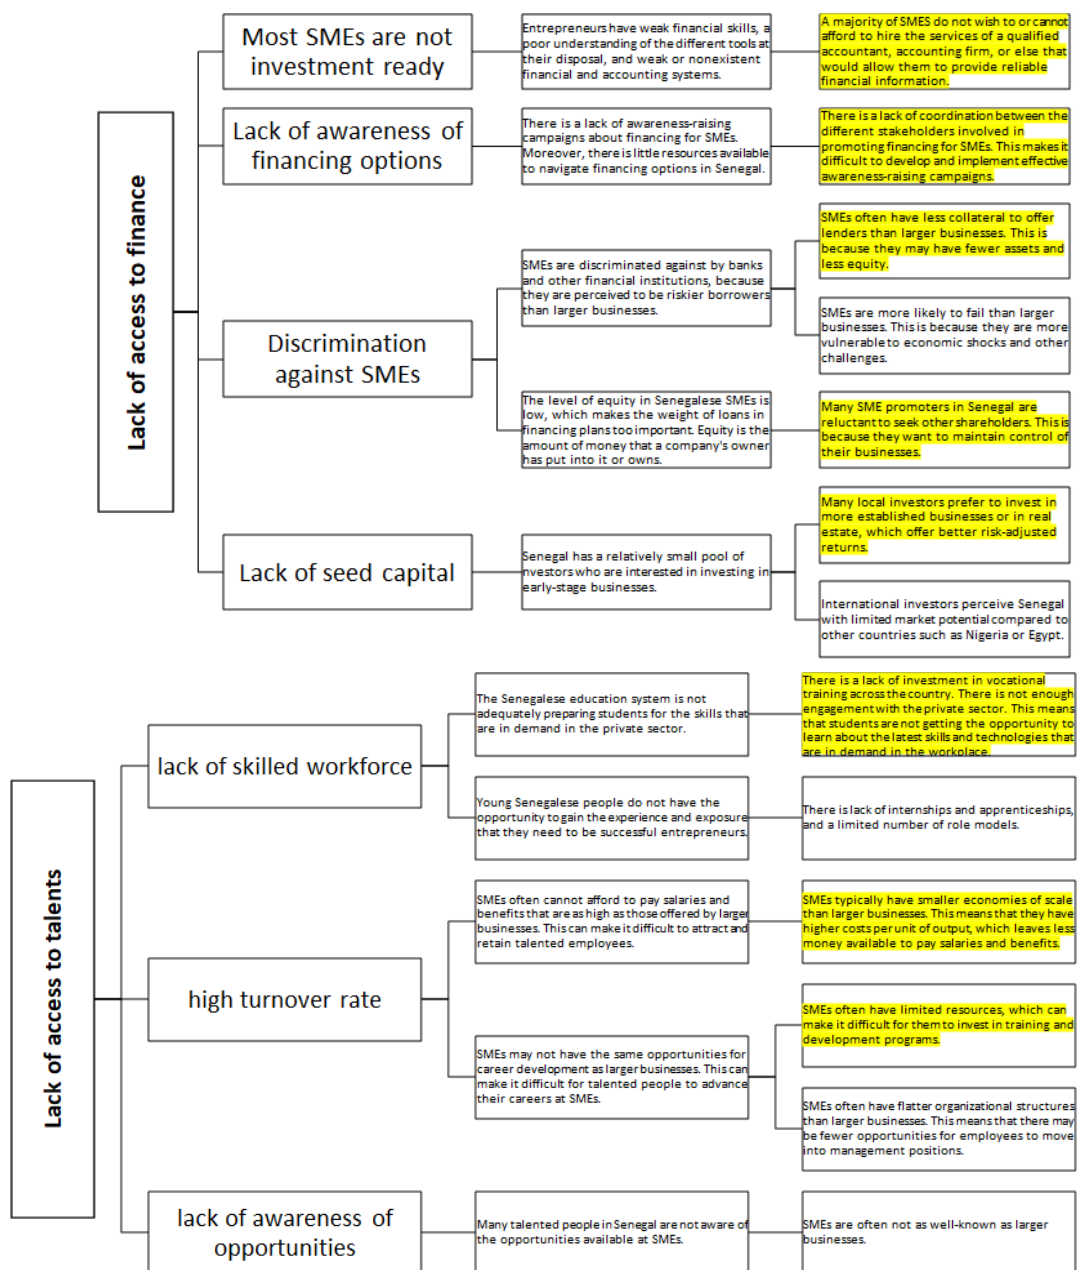 Lack of access to finance
Most SMEs are not
investment ready
Entrepreneurs have weak financial skills, a
poor understanding of the different tools at
their disposal, and weak or nonexistent
financial and accounting systems.
A majority of SMES do not wish to or cannot
afford to hire the services of a qualified
accountant, accounting firm, or else that
would allow them to provide reliable
financial information.
Lack of awareness of
financing options
There is a lack of awareness-raising
campaigns about financing for SMEs.
Moreover, there is little resources available
to navigate financing options in Senegal.
There is a lack of coordination between the
different stakeholders involved in
promoting financing for SMEs. This makes it
difficult to develop and implement effective
awareness-raising campaigns.
Discrimination
against SMEs
SMEs are discriminated against by banks
and other financial institutions, because
they are perceived to be riskier borrowers
than larger businesses.
SMEs often have less collateral to offer
lenders than larger businesses. This is
because they may have fewer assets and
less equity.
SMEs are more likely to fail than larger
businesses. This is because they are more
vulnerable to economic shocks and other
challenges.
The level of equity in Senegalese SMEs is
low, which makes the weight of loans in
financing plans too important. Equity is the
amount of money that a company's owner
has put into it or owns.
Many SME promoters in Senegal are
reluctant to seek other shareholders. This is
because they want to maintain control of
their businesses.
Lack of seed capital
Senegal has a relatively small pool of
nvestors who are interested in investing in
early-stage businesses.
Many local investors prefer to invest in
more established businesses or in real
estate, which offer better risk-adjusted
returns.
International investors perceive Senegal
with limited market potential compared to
other countries such as Nigeria or Egypt.
Lack of access to talents
lack of skilled workforce
The Senegalese education system is not
adequately preparing students for the skills that
are in demand in the private sector.
There is a lack of investment in vocational
training across the country. There is not enough
engagement with the private sector. This means
that students are not getting the opportunity to
learn about the latest skills and technologies that
are in demand in the workplace.
Young Senegalese people do not have the
opportunity to gain the experience and exposure
that they need to be successful entrepreneurs.
There is lack of internships and apprenticeships,
and a limited number of role models.
high turnover rate
SMEs often cannot afford to pay salaries and
benefits that are as high as those offered by larger
businesses. This can make it difficult to attract and
retain talented employees.
SMEs typically have smaller economies of scale
than larger businesses. This means that they have
higher costs per unit of output, which leaves less
money available to pay salaries and benefits.
SMEs may not have the same opportunities for
career development as larger businesses. This can
make it difficult for talented people to advance
their careers at SMEs.
SMEs often have limited resources, which can
make it difficult for them to invest in training and
development programs.
SMEs often have flatter organizational structures
than larger businesses. This means that there may
be fewer opportunities for employees to move
into management positions.
lack of awareness of
opportunities
Many talented people in Senegal are not aware of
the opportunities available at SMEs.
SMEs are often not as well-known as larger
businesses.